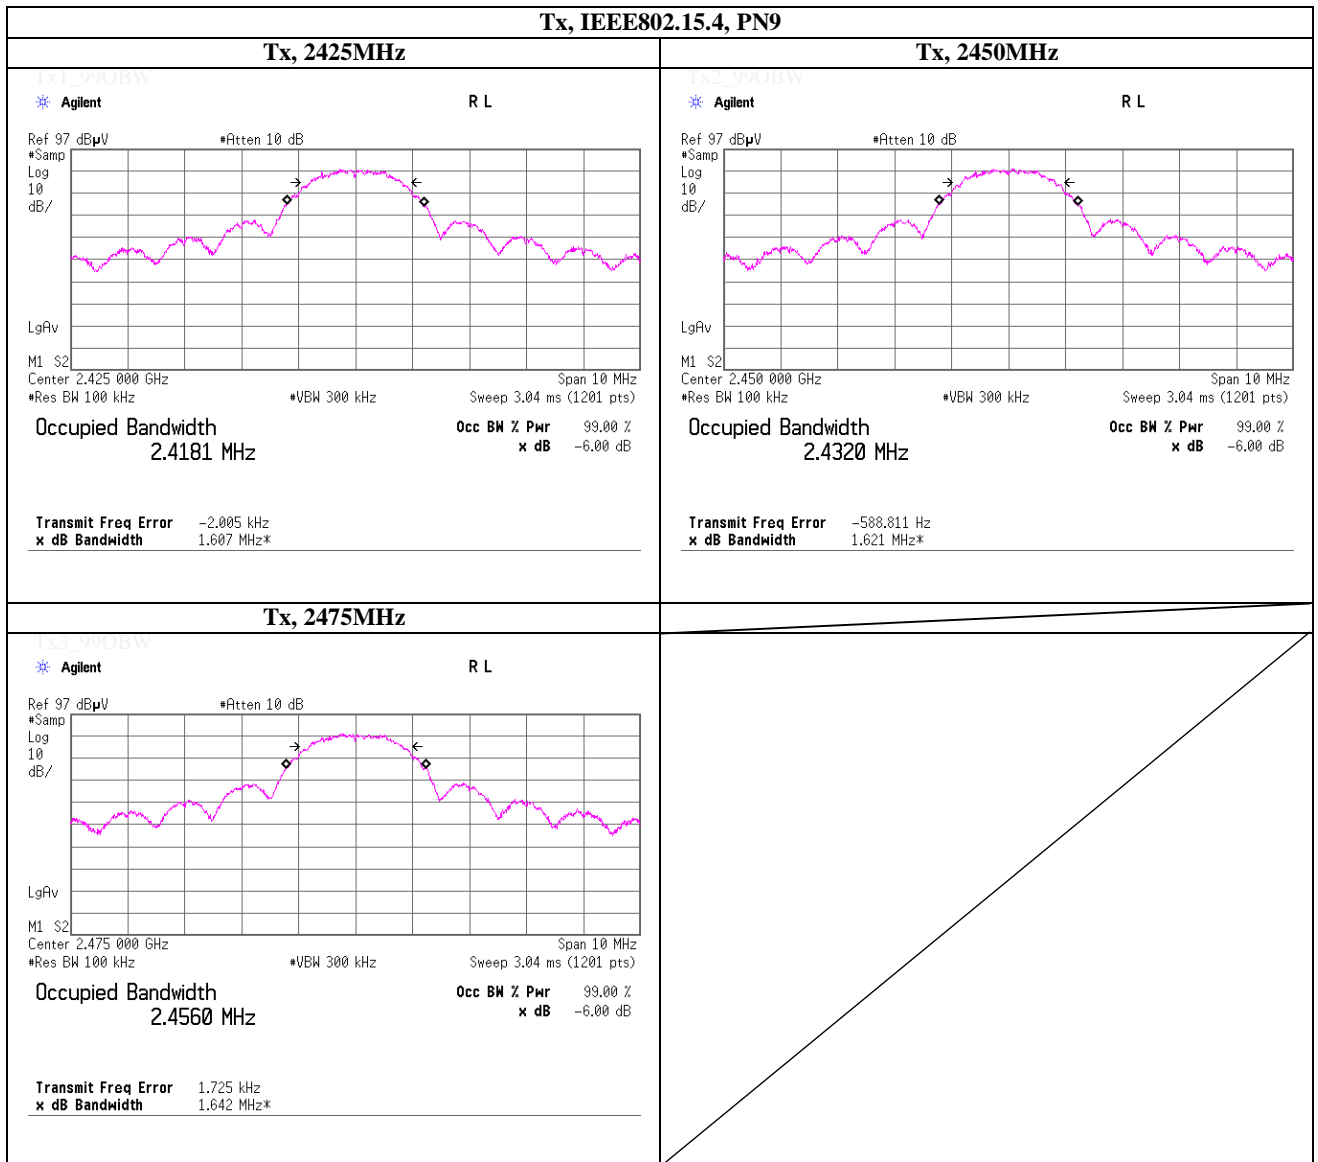 Tx, IEEE802.15.4, PN9
Tx, 2425MHz
Tx1_99OBW
Agilent
R L
Ref 97 dBµV #Atten 10 dB
#Samp
Log
10
dB/
LgAv
M1 S2
Center 2.425 000 GHz Span 10 MHz
#Res BW 100 kHz #VBW 300 kHz Sweep 3.04 ms (1201 pts)
Occupied Bandwidth
2.4181 MHz
Occ BW % Pwr 99.00 %
x dB -6.00 dB
Transmit Freq Error -2.005 kHz
x dB Bandwidth 1.607 MHz*
Tx, 2450MHz
Tx2_99OBW
Agilent
R L
Ref 97 dBµV #Atten 10 dB
#Samp
Log
10
dB/
LgAv
M1 S2
Center 2.450 000 GHz Span 10 MHz
#Res BW 100 kHz #VBW 300 kHz Sweep 3.04 ms (1201 pts)
Occupied Bandwidth
2.4320 MHz
Occ BW % Pwr 99.00 %
x dB -6.00 dB
Transmit Freq Error -588.811 Hz
x dB Bandwidth 1.621 MHz*
Tx, 2475MHz
Tx3_99OBW
Agilent
R L
Ref 97 dBµV #Atten 10 dB
#Samp
Log
10
dB/
LgAv
M1 S2
Center 2.475 000 GHz Span 10 MHz
#Res BW 100 kHz #VBW 300 kHz Sweep 3.04 ms (1201 pts)
Occupied Bandwidth
2.4560 MHz
Occ BW % Pwr 99.00 %
x dB -6.00 dB
Transmit Freq Error 1.725 kHz
x dB Bandwidth 1.642 MHz*